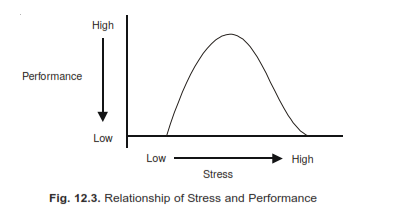 High
Performance
Low
Low High
Stress
Fig. 12.3. Relationship of Stress and Performance